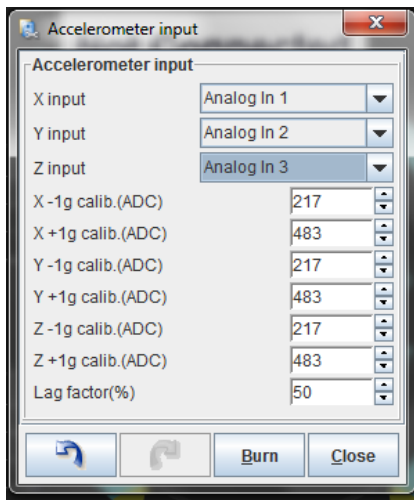 Accelerometer input
Accelerometer input
X input Analog In 1
Y input Analog In 2
Z input Analog In 3
X -1g calib.(ADC) 217
X +1g calib.(ADC) 483
Y -1g calib.(ADC) 217
Y +1g calib.(ADC) 483
Z -1g calib.(ADC) 217
Z +1g calib.(ADC) 483
Lag factor(%) 50
Burn Close